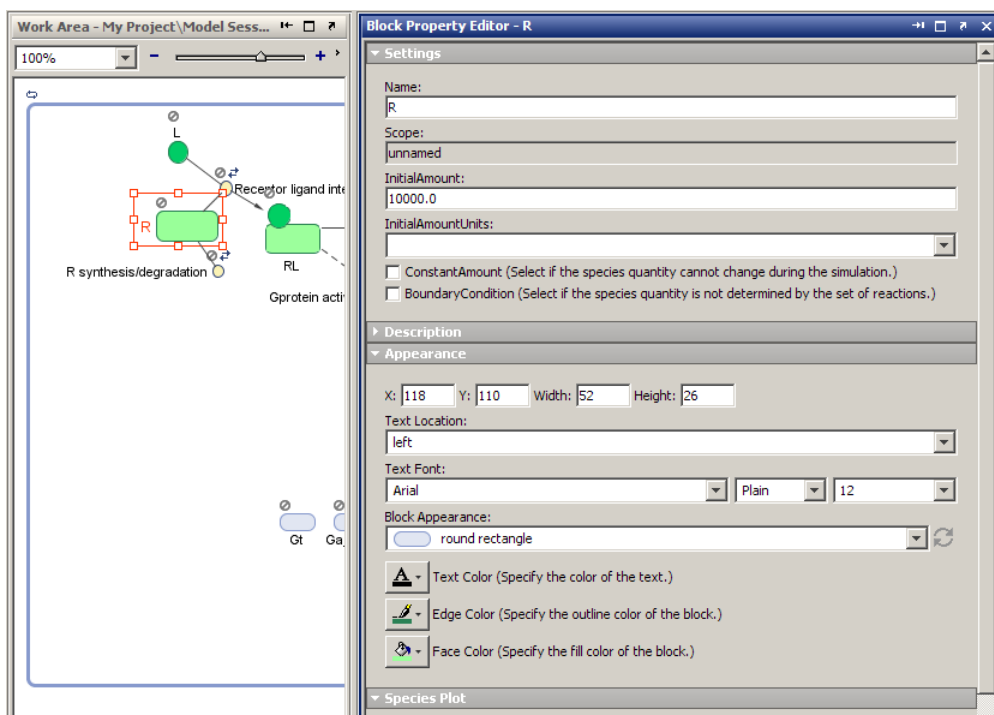 Work Area - My Project\Model Sess...
100%
L
Receptor ligand inte
R
RL
R synthesis/degradation
Gprotein activ
Gt
Ga_
Block Property Editor - R
Settings
Name:
R
Scope:
unnamed
InitialAmount:
10000.0
InitialAmountUnits:
ConstantAmount (Select if the species quantity cannot change during the simulation.)
BoundaryCondition (Select if the species quantity is not determined by the set of reactions.)
Description
Appearance
X: 118 Y: 110 Width: 52 Height: 26
Text Location:
left
Text Font:
Arial Plain 12
Block Appearance:
round rectangle
A Text Color (Specify the color of the text.)
Edge Color (Specify the outline color of the block.)
Face Color (Specify the fill color of the block.)
Species Plot